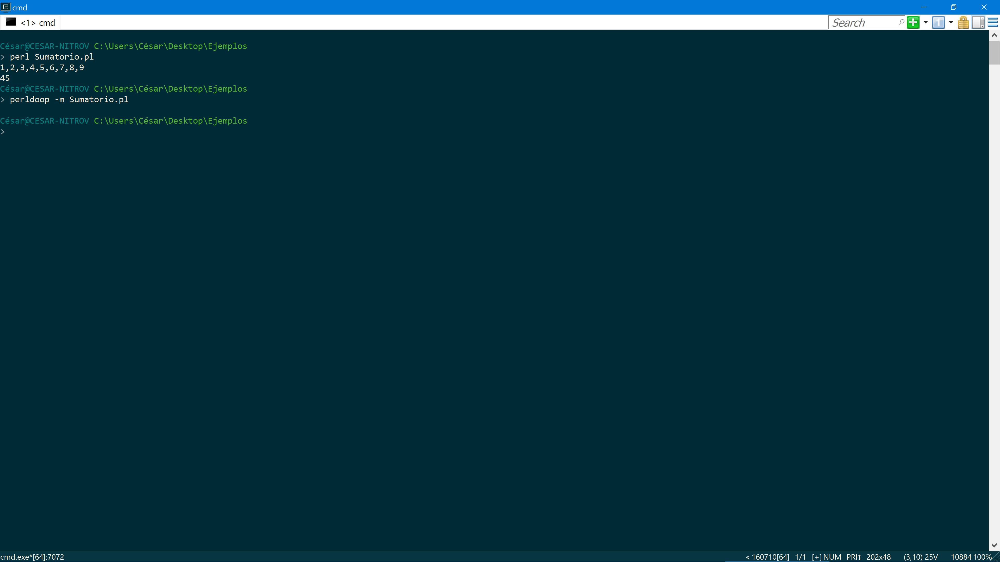 cmd
<1> cmd
Search
1
César@CESAR-NITROV C:\Users\César\Desktop\Ejemplos
> perl Sumatorio.pl
1,2,3,4,5,6,7,8,9
45
César@CESAR-NITROV C:\Users\César\Desktop\Ejemplos
> perldoop -m Sumatorio.pl
César@CESAR-NITROV C:\Users\César\Desktop\Ejemplos
>
cmd.exe*[64]:7072 « 160710[64] 1/1 [+] NUM PRI↕ 202x48 (3,10) 25V 10884 100%